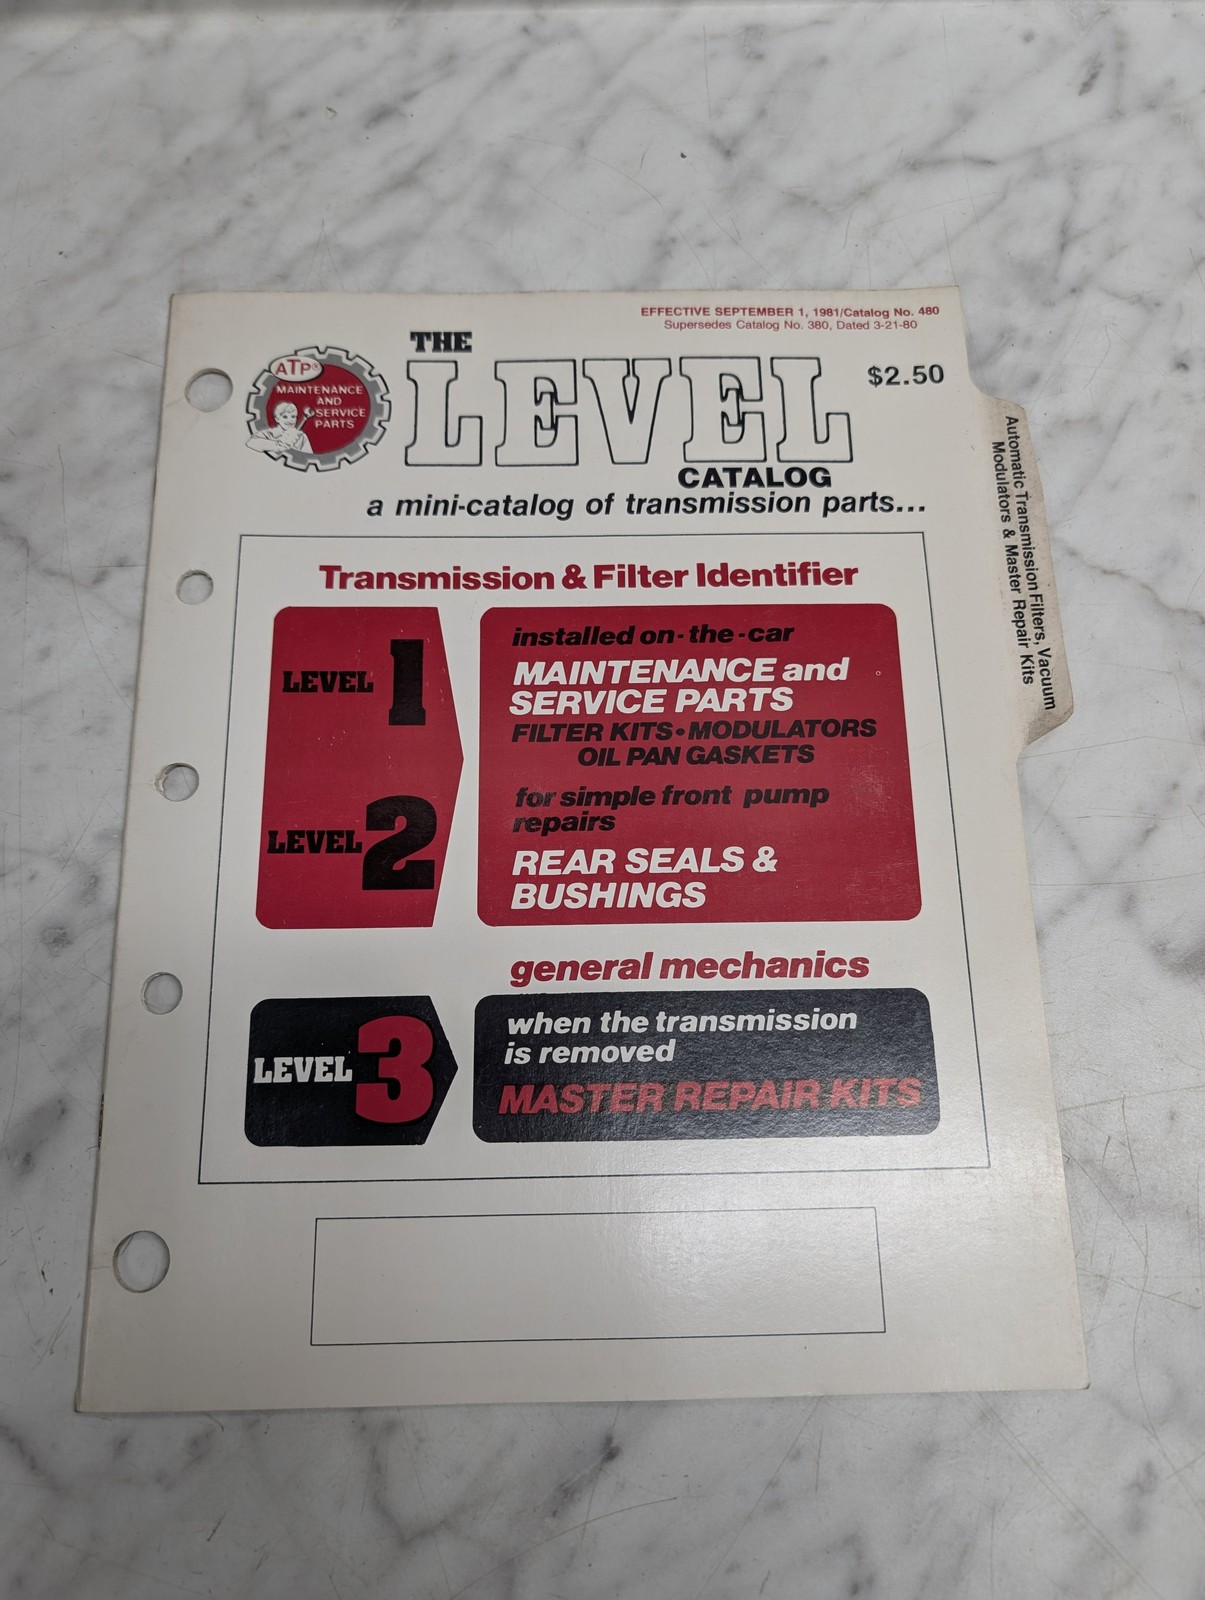 EFFECTIVE SEPTEMBER 1, 1981/Catalog No. 480
Supersedes Catalog No. 380, Dated 3-21-80
THE
LEVEL
$2.50
CATALOG
a mini-catalog of transmission parts...
ATP®
MAINTENANCE
AND
SERVICE
PARTS
Automatic Transmission Filters, Vacuum
Modulators & Master Repair Kits
Transmission & Filter Identifier
LEVEL 1
installed on-the-car
MAINTENANCE and
SERVICE PARTS
FILTER KITS•MODULATORS
OIL PAN GASKETS
LEVEL 2
for simple front pump
repairs
REAR SEALS &
BUSHINGS
general mechanics
LEVEL 3
when the transmission
is removed
MASTER REPAIR KITS